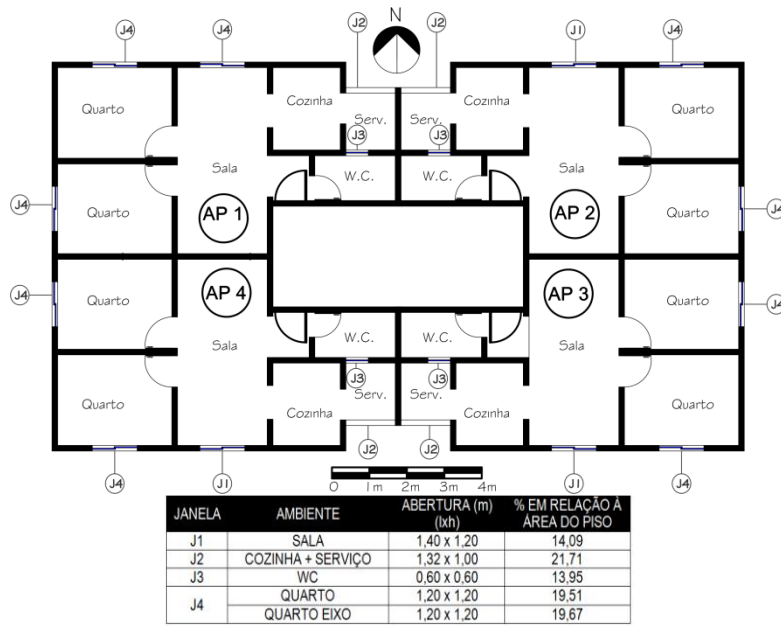 N
J4 J4 J2 J2 J1 J4
Quarto Cozinha Serv. Serv. Cozinha Quarto
J3 J3
Sala W.C. W.C. Sala
J4 Quarto AP 1 AP 2 Quarto J4
J4 Quarto AP 4 AP 3 Quarto J4
Sala W.C. W.C. Sala
J3 J3
Quarto Cozinha Serv. Serv. Cozinha Quarto
J2 J2
J4 J1 J1 J4
0 1m 2m 3m 4m
JANELA AMBIENTE ABERTURA (m) (lxh) % EM RELAÇÃO À ÁREA DO PISO
J1 SALA 1,40 x 1,20 14,09
J2 COZINHA + SERVIÇO 1,32 x 1,00 21,71
J3 WC 0,60 x 0,60 13,95
J4 QUARTO 1,20 x 1,20 19,51
QUARTO EIXO 1,20 x 1,20 19,67